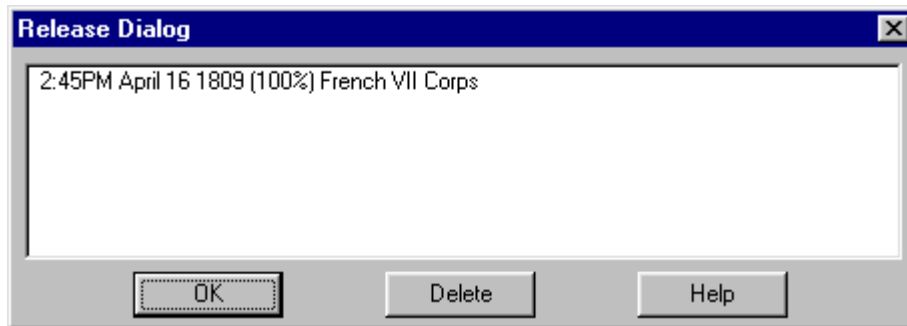 Release Dialog
2:45PM April 16 1809 (100%) French VII Corps
OK Delete Help